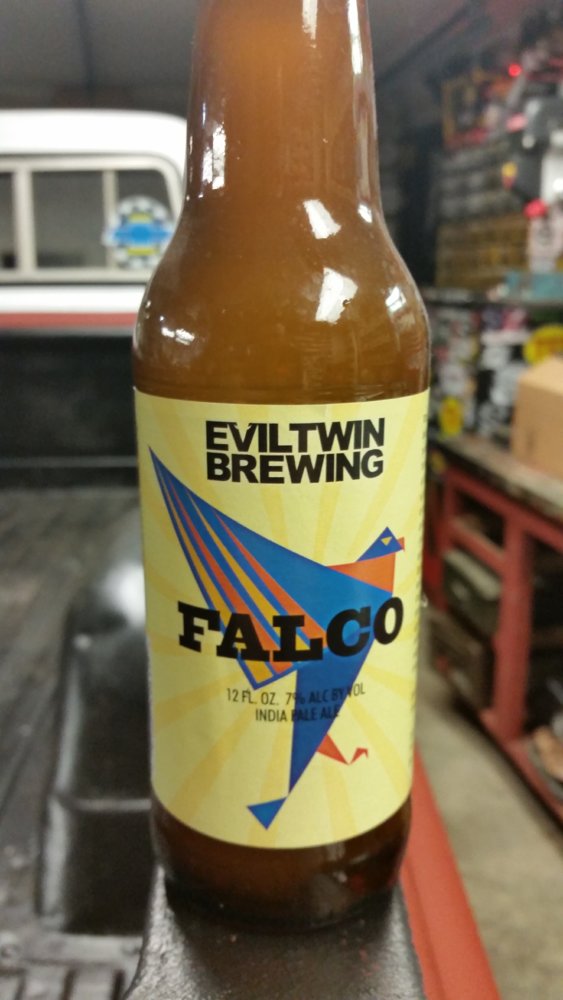 EVILTWIN
BREWING
FALCO
12 FL. OZ. 7% ALC BY VOL
INDIA PALE ALE